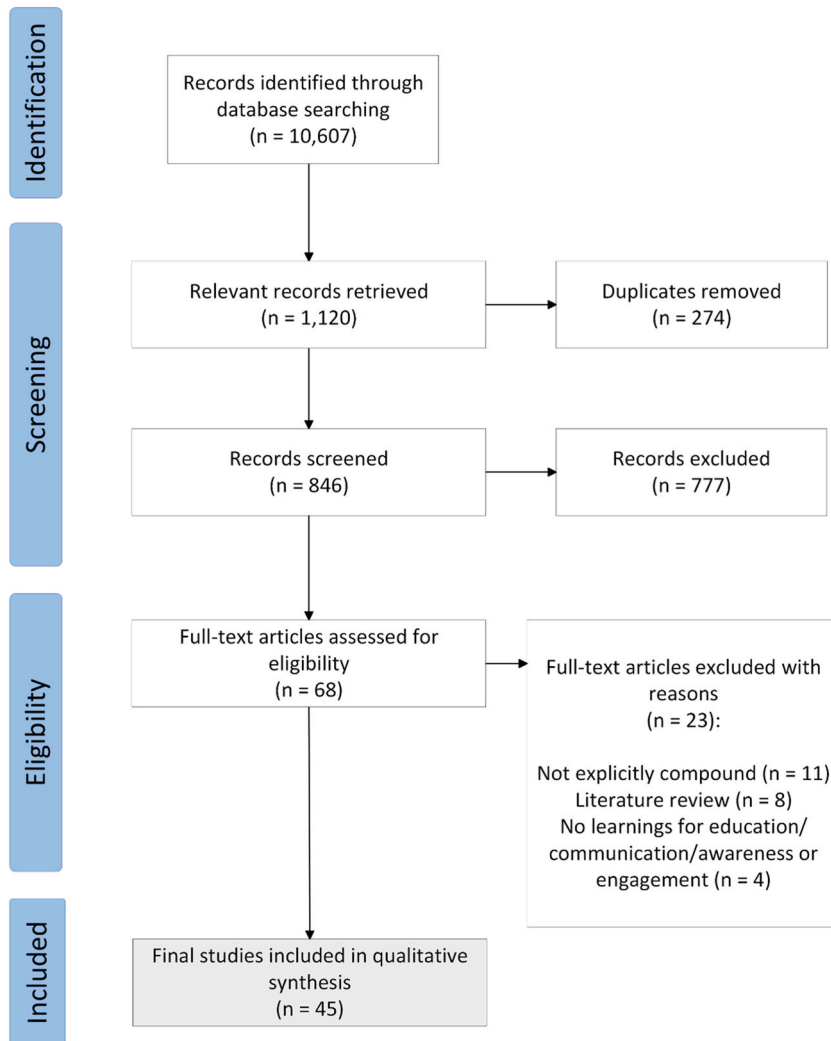 Identification
Records identified through
database searching
(n = 10,607)
Screening
Relevant records retrieved
(n = 1,120)
Duplicates removed
(n = 274)
Records screened
(n = 846)
Records excluded
(n = 777)
Eligibility
Full-text articles assessed for
eligibility
(n = 68)
Full-text articles excluded with
reasons
(n = 23):
Not explicitly compound (n = 11)
Literature review (n = 8)
No learnings for education/
communication/awareness or
engagement (n = 4)
Included
Final studies included in qualitative
synthesis
(n = 45)